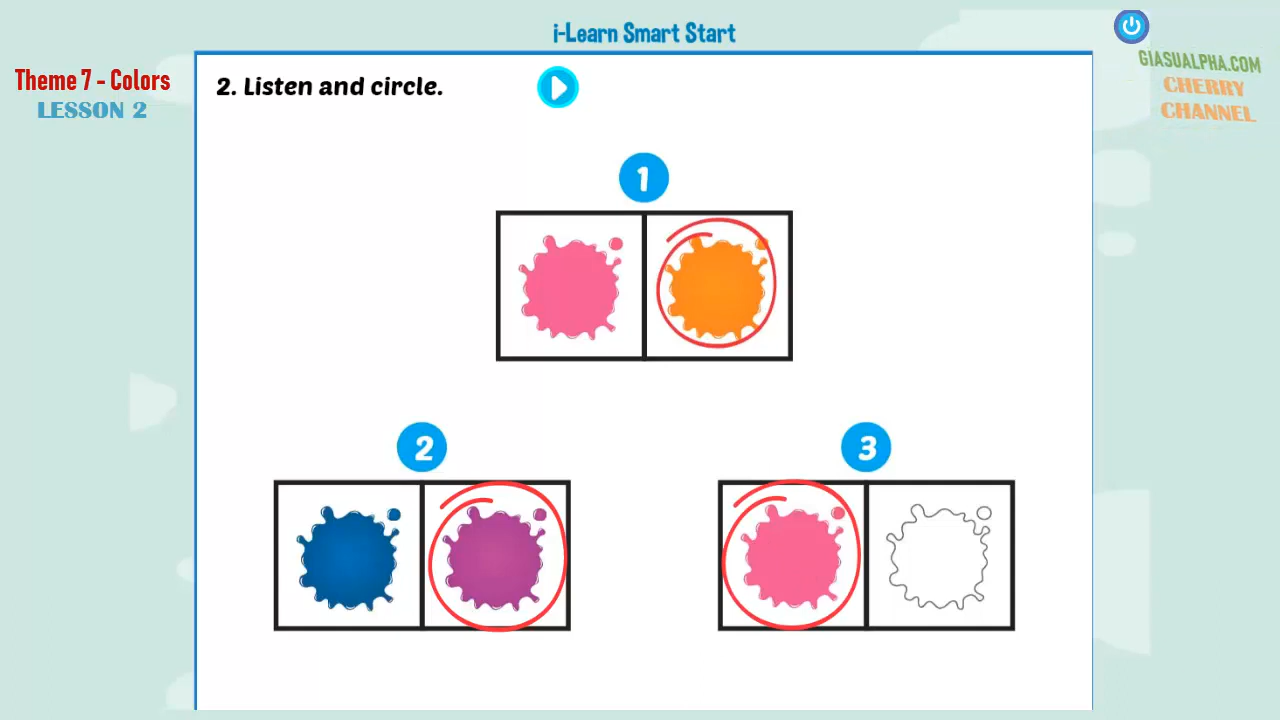 i-Learn Smart Start
GIASUALPHA.COM
CHERRY
CHANNEL
Theme 7 - Colors
LESSON 2
2. Listen and circle.
1
2
3